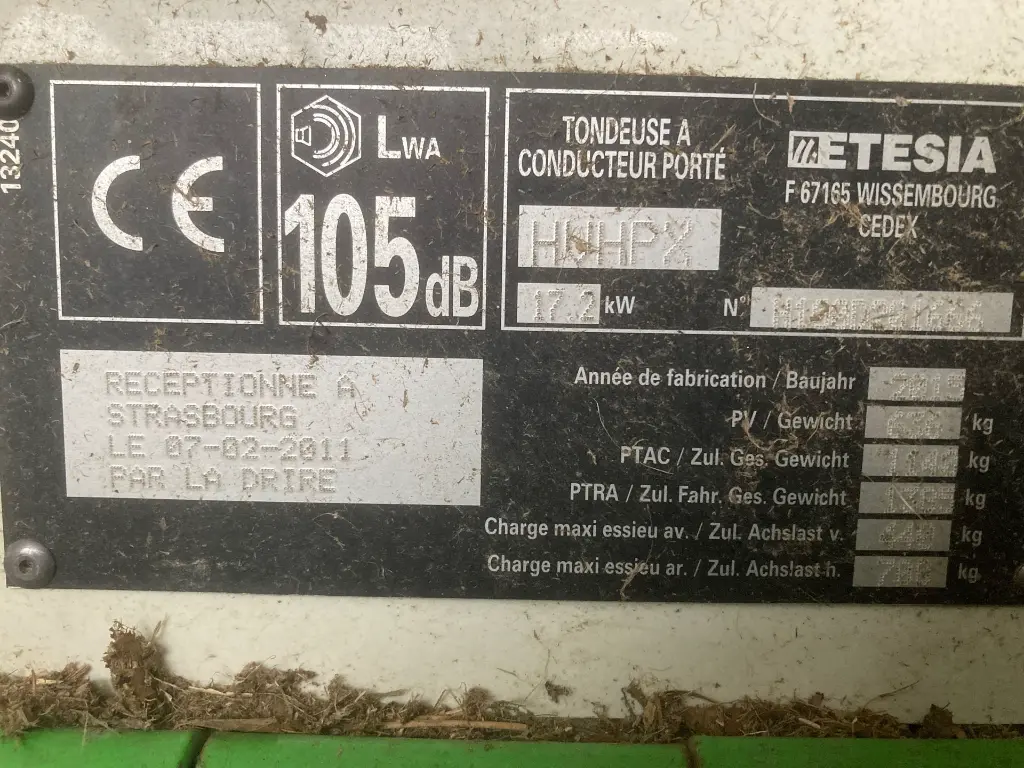 13240
CE
LWA
105 dB
TONDEUSE A
CONDUCTEUR PORTÉ
ETESIA
F 67165 WISSEMBOURG
CEDEX
17.2 kW
N°
RECEPTIONNE A
STRASBOURG
LE 07-02-2011
PAR LA DRIRE
Année de fabrication / Baujahr
PV / Gewicht kg
PTAC / Zul. Ges. Gewicht kg
PTRA / Zul. Fahr. Ges. Gewicht kg
Charge maxi essieu av. / Zul. Achslast v. kg
Charge maxi essieu ar. / Zul. Achslast h. kg